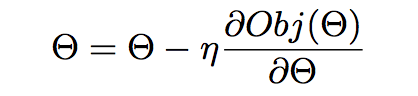 Θ = Θ − η ∂Obj(Θ) / ∂Θ